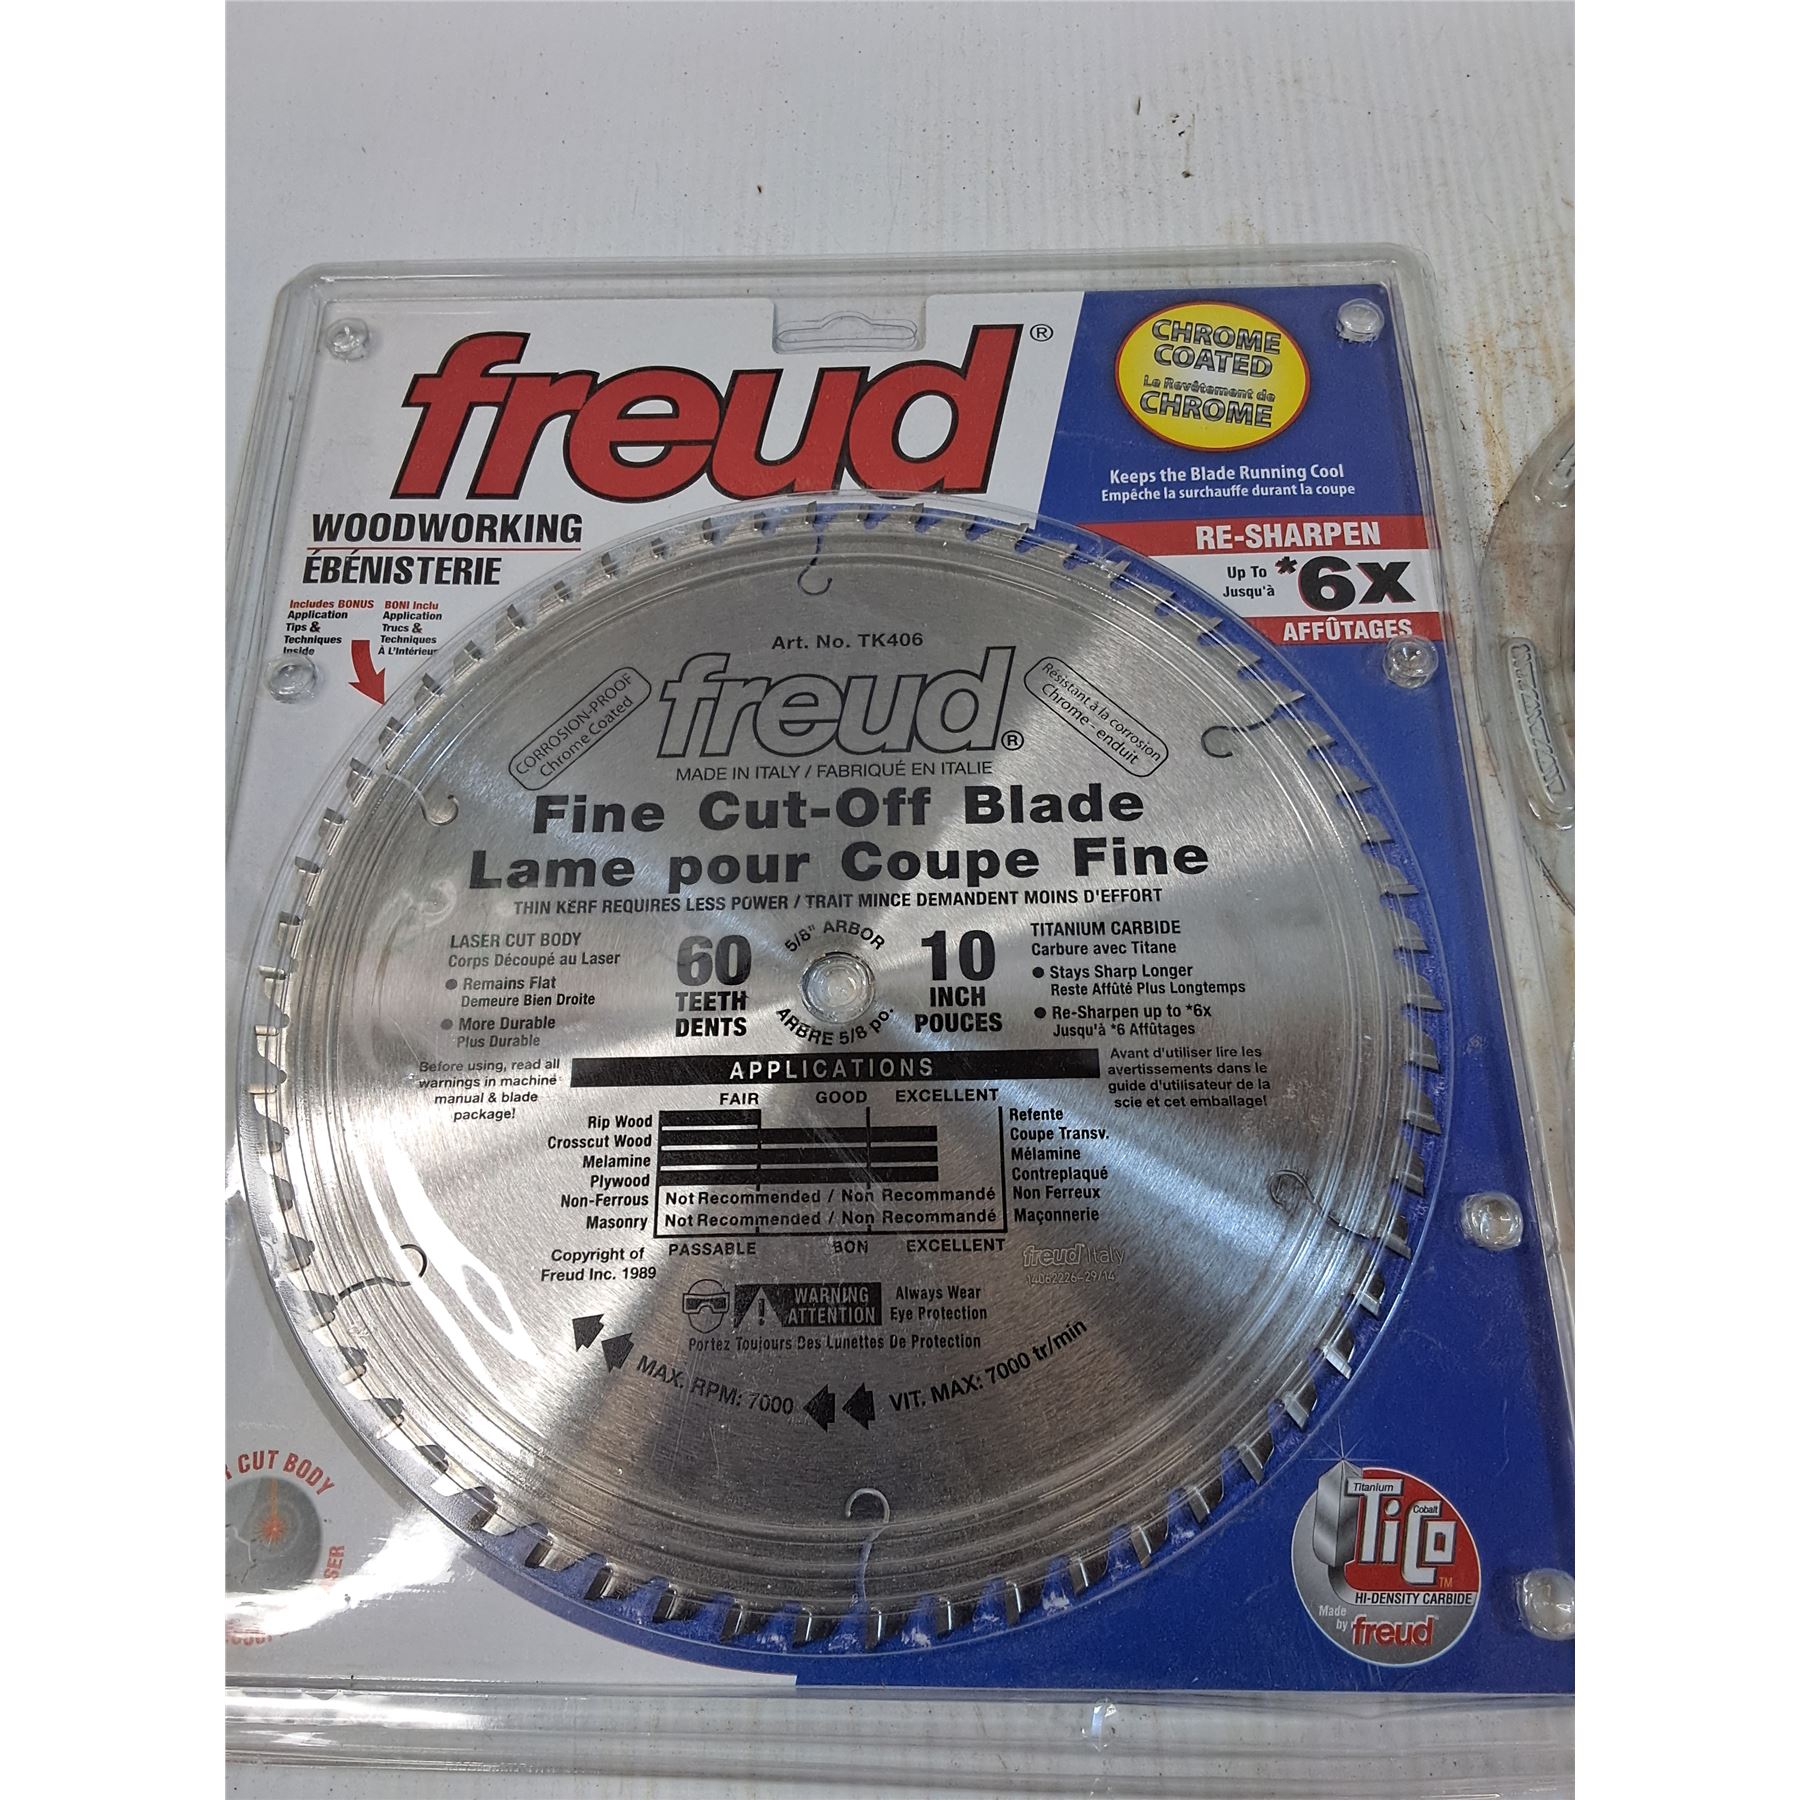 freud®
CHROME
COATED
Le Revêtement de
CHROME
Keeps the Blade Running Cool
Empêche la surchauffe durant la coupe
RE-SHARPEN
Up To
Jusqu'à
*6x
AFFÛTAGES
WOODWORKING
ÉBÉNISTERIE
Includes BONUS
Application
Tips &
Techniques
Inside
BONI Inclu
Application
Trucs &
Techniques
À L'Intérieur
Art. No. TK406
CORROSION-PROOF
Chrome Coated
freud®
Résistant à la corrosion
Chrome - enduit
MADE IN ITALY / FABRIQUÉ EN ITALIE
Fine Cut-Off Blade
Lame pour Coupe Fine
THIN KERF REQUIRES LESS POWER / TRAIT MINCE DEMANDENT MOINS D'EFFORT
LASER CUT BODY
Corps Découpé au Laser
● Remains Flat
Demeure Bien Droite
● More Durable
Plus Durable
60
TEETH
DENTS
5/8" ARBOR
ARBRE 5/8 po.
10
INCH
POUCES
TITANIUM CARBIDE
Carbure avec Titane
● Stays Sharp Longer
Reste Affûté Plus Longtemps
● Re-Sharpen up to *6x
Jusqu'à *6 Affûtages
Before using, read all
warnings in machine
manual & blade
package!
APPLICATIONS
Avant d'utiliser lire les
avertissements dans le
guide d'utilisateur de la
scie et cet emballage!
FAIR GOOD EXCELLENT
Rip Wood Refente
Crosscut Wood Coupe Transv.
Melamine Mélamine
Plywood Contreplaqué
Non-Ferrous Not Recommended / Non Recommandé Non Ferreux
Masonry Not Recommended / Non Recommandé Maçonnerie
PASSABLE BON EXCELLENT
Copyright of
Freud Inc. 1989
freud Italy
14062226-29/14
WARNING
ATTENTION
Always Wear
Eye Protection
Portez Toujours Des Lunettes De Protection
MAX. RPM: 7000
VIT. MAX: 7000 tr/min
CUT BODY
Titanium
Cobalt
TiCo™
HI-DENSITY CARBIDE
Made
by
freud